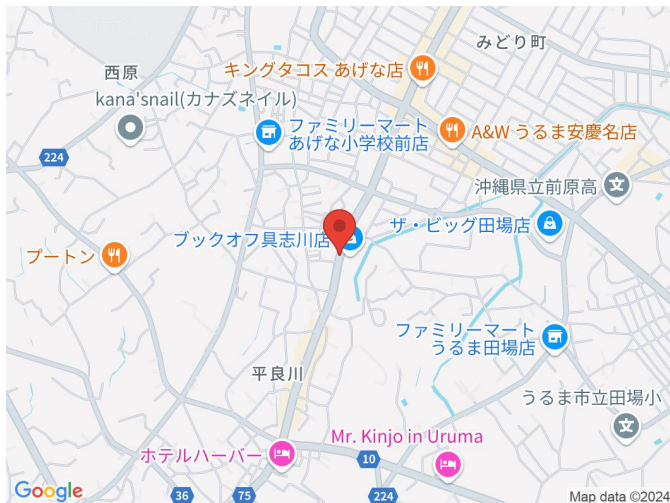 みどり町
西原
キングタコス あげな店
kana'snail(カナズネイル)
ファミリーマート
あげな小学校前店
A&W うるま安慶名店
224
沖縄県立前原高
ブックオフ具志川店
ザ・ビッグ田場店
プートン
ファミリーマート
うるま田場店
平良川
うるま市立田場小
Mr. Kinjo in Uruma
ホテルハーバー
10
36
75
224
Google
Map data ©2024